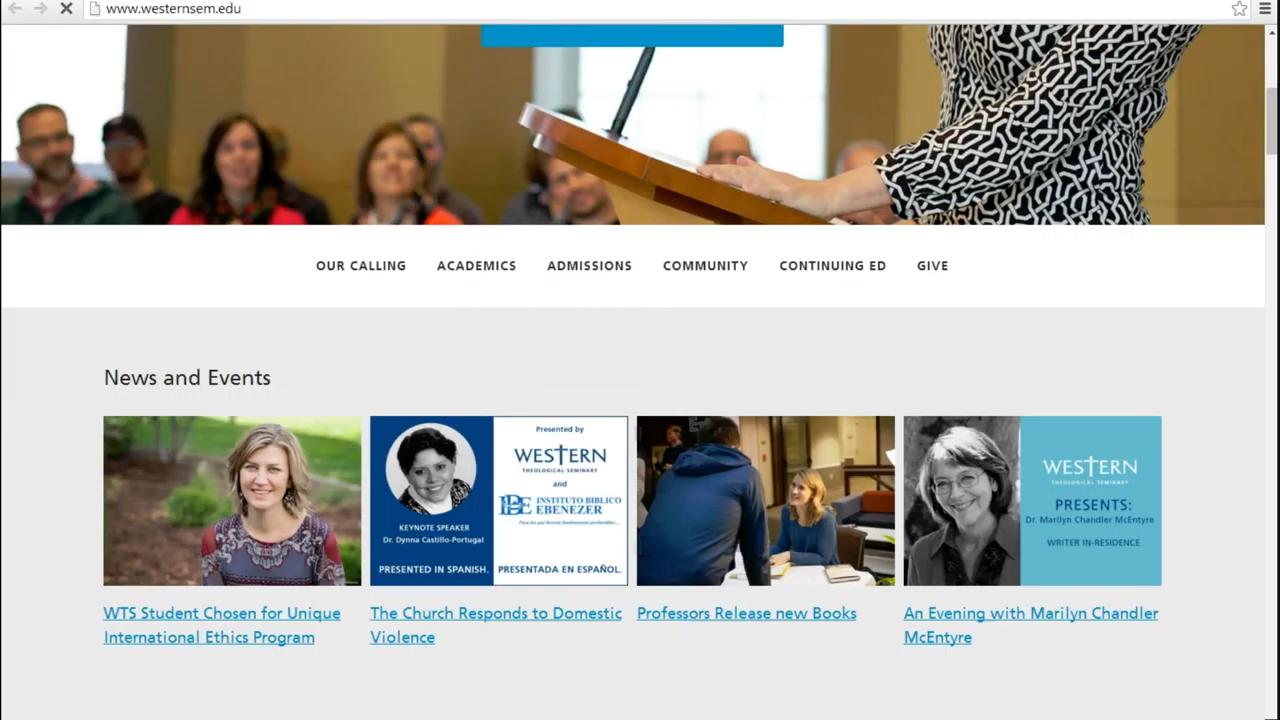 www.westernsem.edu
OUR CALLING ACADEMICS ADMISSIONS COMMUNITY CONTINUING ED GIVE
News and Events
KEYNOTE SPEAKER
Dr. Dynna Castillo-Portugal
PRESENTED IN SPANISH.
Presented by
WESTERN
THEOLOGICAL SEMINARY
and
INSTITUTO BIBLICO
EBENEZER
PRESENTADA EN ESPAÑOL.
WESTERN
THEOLOGICAL SEMINARY
PRESENTS:
Dr. Marilyn Chandler McEntyre
WRITER IN-RESIDENCE
WTS Student Chosen for Unique
International Ethics Program
The Church Responds to Domestic
Violence
Professors Release new Books
An Evening with Marilyn Chandler
McEntyre